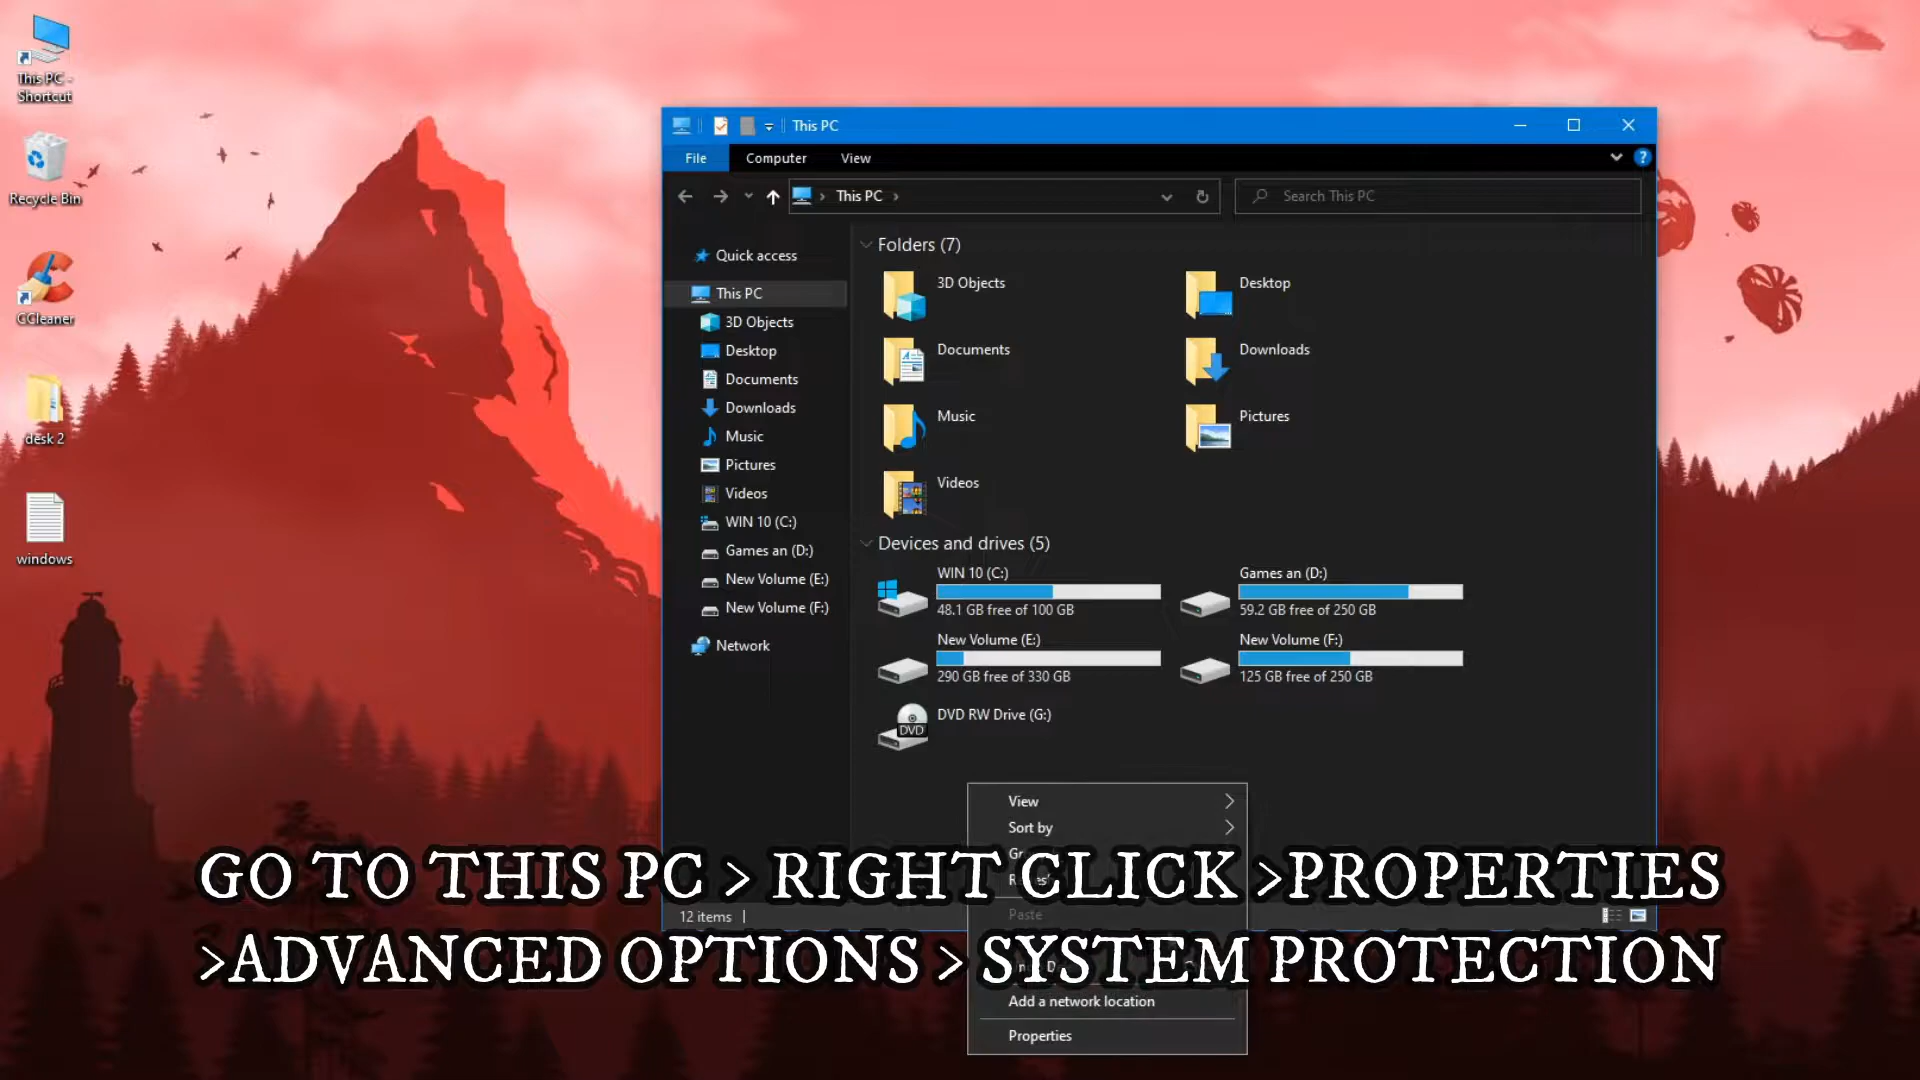 This PC -
Shortcut
Recycle Bin
CCleaner
desk 2
windows
This PC
File Computer View
?
This PC
Search This PC
Quick access
This PC
3D Objects
Desktop
Documents
Downloads
Music
Pictures
Videos
WIN 10 (C:)
Games an (D:)
New Volume (E:)
New Volume (F:)
Network
Folders (7)
3D Objects
Desktop
Documents
Downloads
Music
Pictures
Videos
Devices and drives (5)
WIN 10 (C:)
48.1 GB free of 100 GB
Games an (D:)
59.2 GB free of 250 GB
New Volume (E:)
290 GB free of 330 GB
New Volume (F:)
125 GB free of 250 GB
DVD
DVD RW Drive (G:)
12 items
View
Sort by
Paste
Add a network location
Properties
GO TO THIS PC > RIGHT CLICK >PROPERTIES
>ADVANCED OPTIONS > SYSTEM PROTECTION